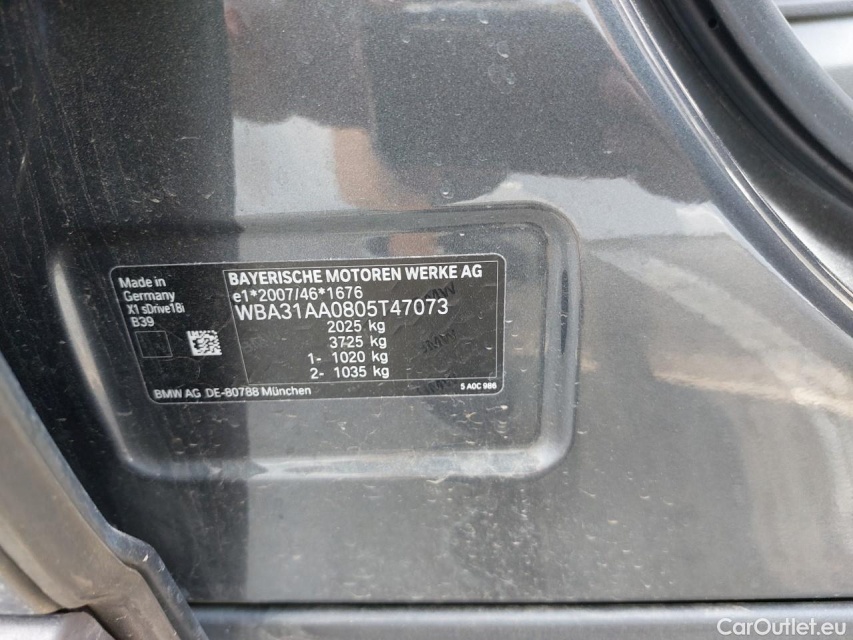 Made in
Germany
X1 sDrive18i
B39
BAYERISCHE MOTOREN WERKE AG
e1*2007/46*1676
WBA31AA0805T47073
2025 kg
3725 kg
1- 1020 kg
2- 1035 kg
BMW AG DE-80788 München
5 A0C 986
CarOutlet.eu